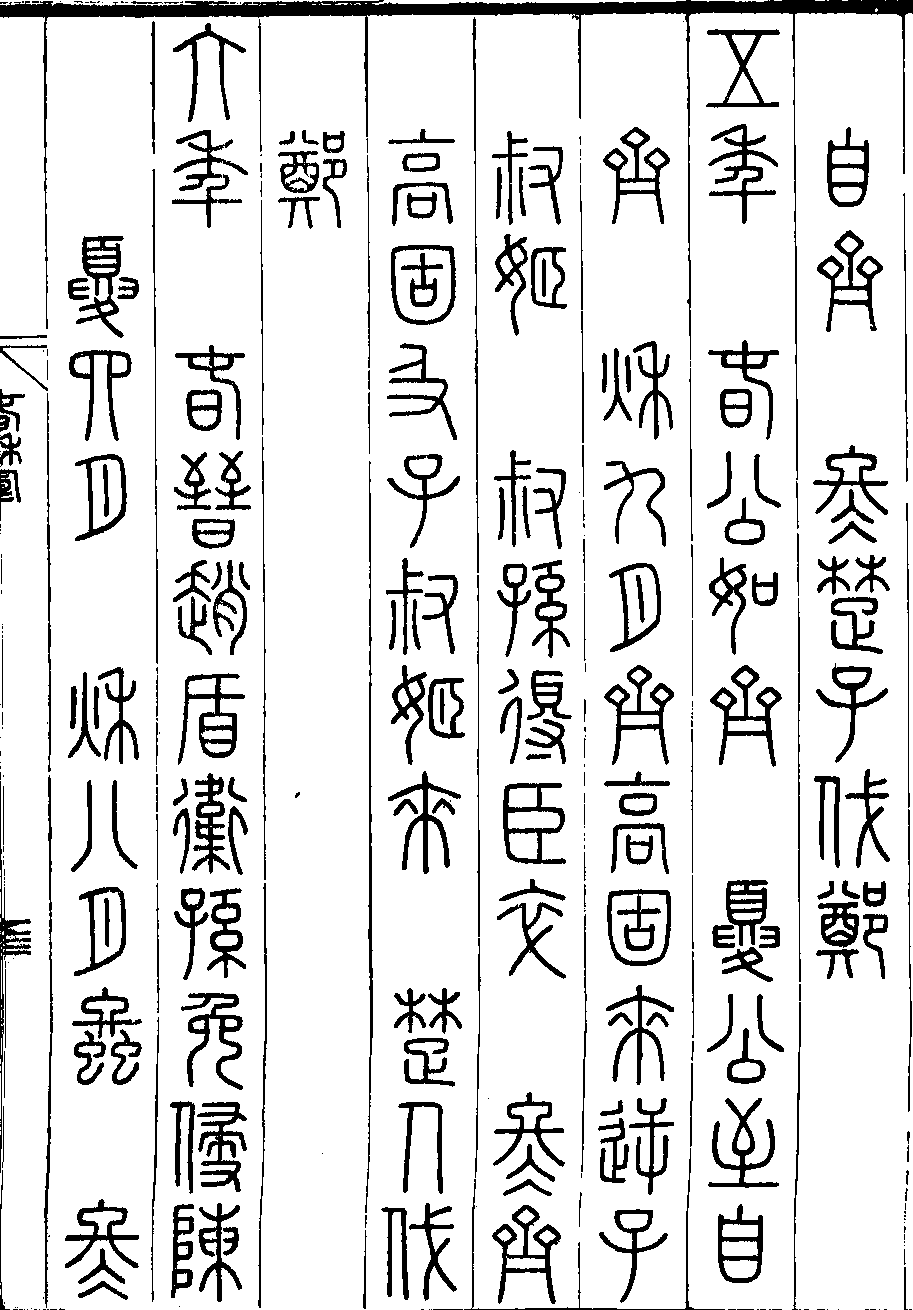 自齊　冬楚子伐鄭
五年　春公如齊　夏公至自
齊　秋九月齊高固來逆子
叔姬　叔孫得臣卒　冬齊
高固及子叔姬來　楚人伐
鄭
六年　春晉趙盾衛孫免侵陳
夏四月　秋八月螽　冬